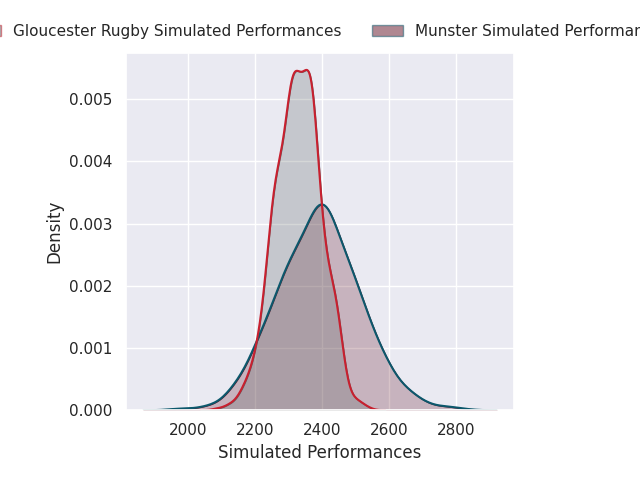 Gloucester Rugby Simulated Performances Munster Simulated Performar
0.005
0.004
0.003
0.002
0.001
0.000
Density
2000 2200 2400 2600 2800
Simulated Performances